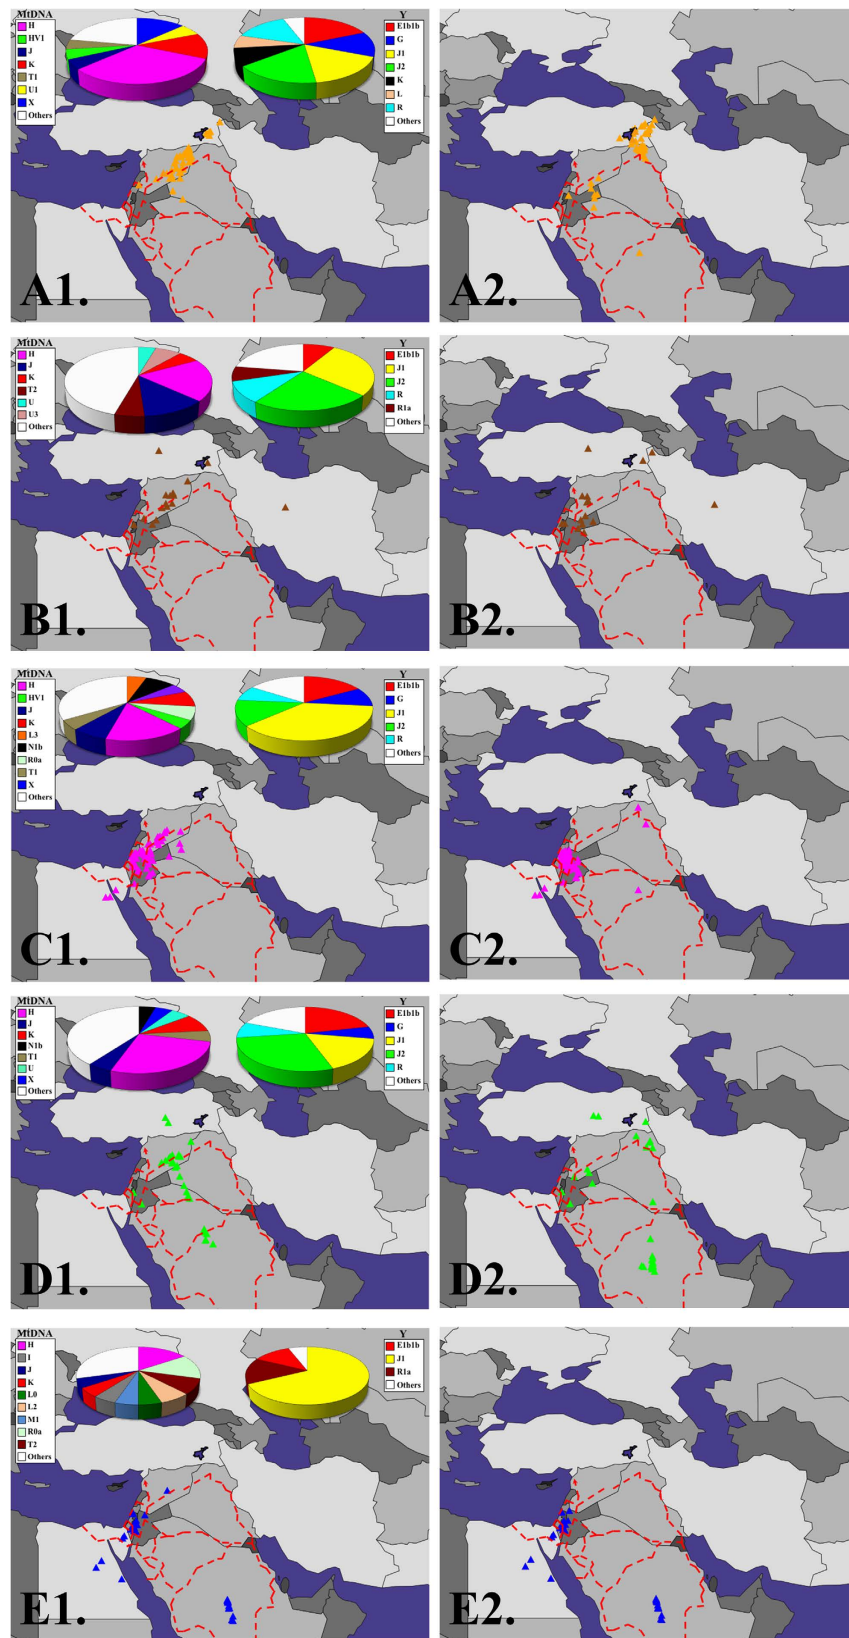 MtDNA
H
HV1
J
K
T1
U1
X
Others
Y
E1b1b
G
J1
J2
K
L
R
Others
A1.
A2.
MtDNA
H
J
K
T2
U
U3
Others
Y
E1b1b
J1
J2
R
R1a
Others
B1.
B2.
MtDNA
H
HV1
J
K
L3
N1b
R0a
T1
X
Others
Y
E1b1b
G
J1
J2
R
Others
C1.
C2.
MtDNA
H
J
K
N1b
T1
U
X
Others
Y
E1b1b
G
J1
J2
R
Others
D1.
D2.
MtDNA
H
I
J
K
L0
L2
M1
R0a
T2
Others
Y
E1b1b
J1
R1a
Others
E1.
E2.